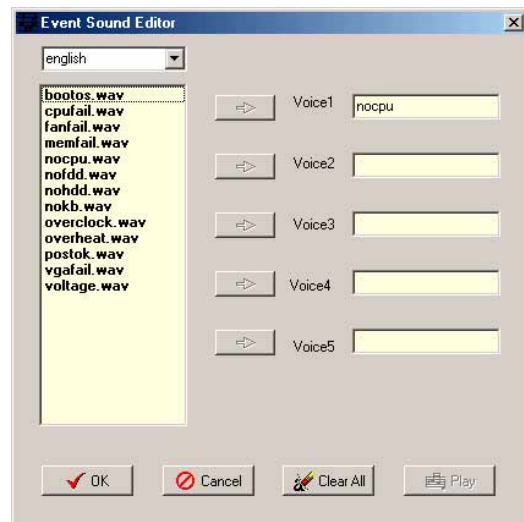 Event Sound Editor
english
bootos.wav
cpufail.wav
fanfail.wav
memfail.wav
nocpu.wav
nofdd.wav
nohdd.wav
nokb.wav
overclock.wav
overheat.wav
postok.wav
vgafail.wav
voltage.wav
Voice1 nocpu
Voice2
Voice3
Voice4
Voice5
OK Cancel Clear All Play